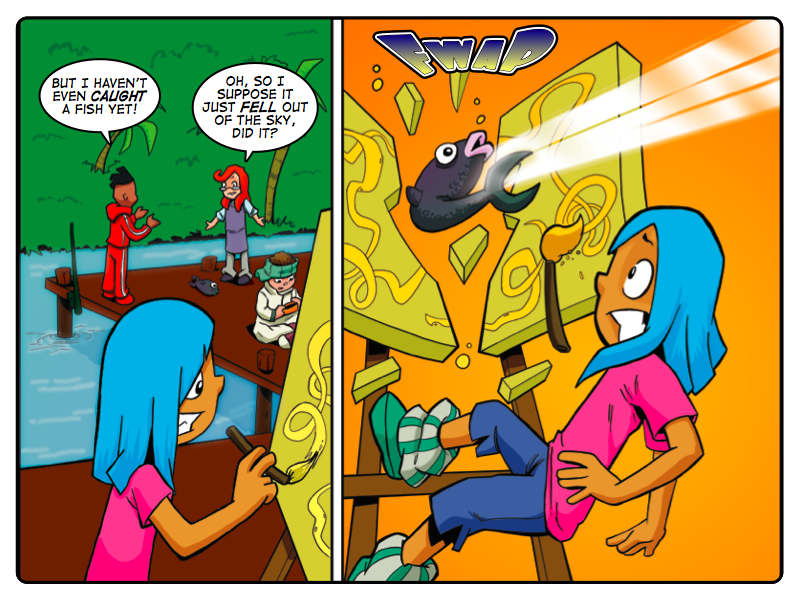 BUT I HAVEN'T
EVEN CAUGHT
A FISH YET!
OH, SO I
SUPPOSE IT
JUST FELL OUT
OF THE SKY,
DID IT?
FWAP